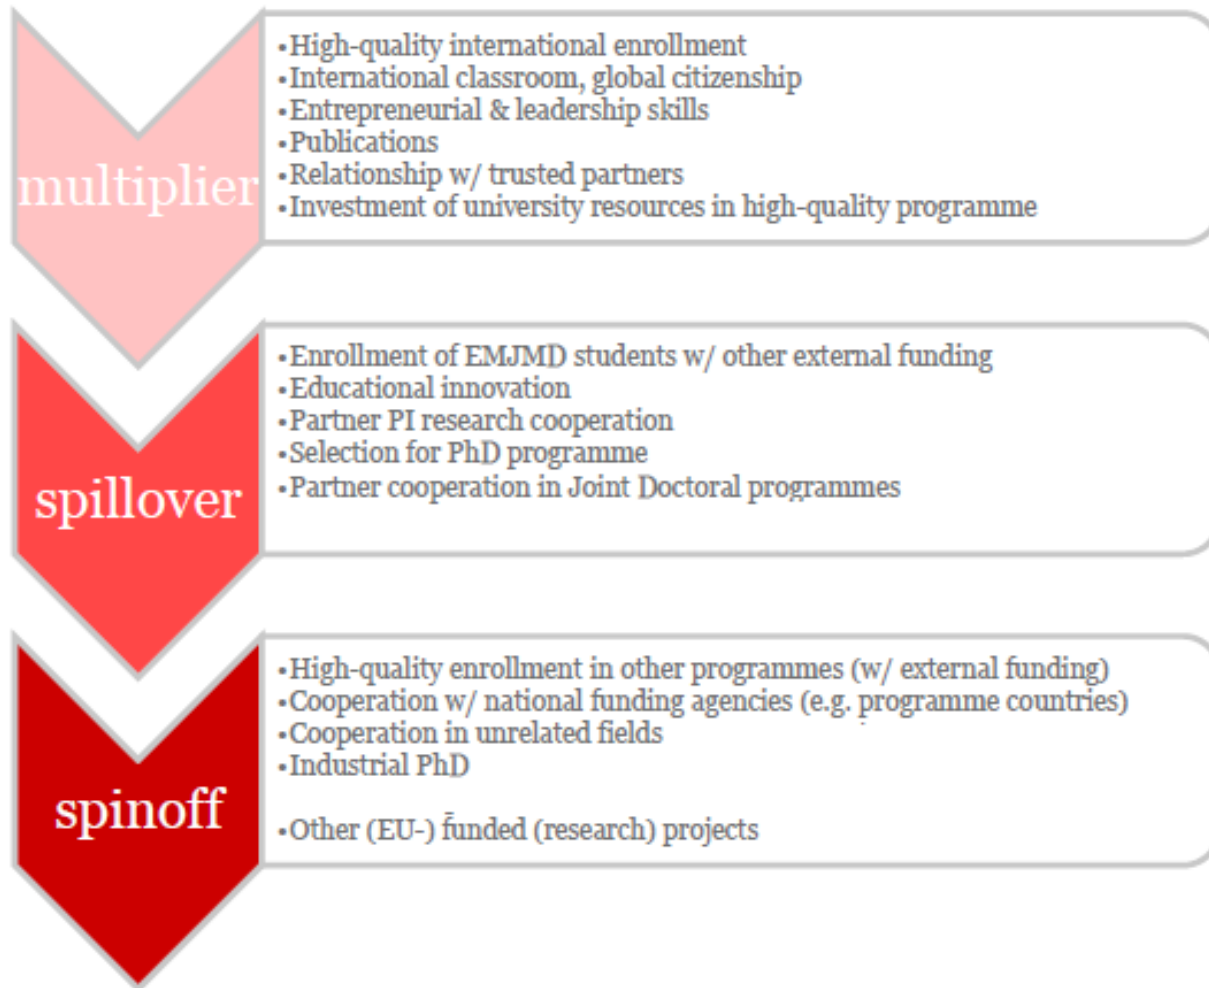 multiplier
•High-quality international enrollment
•International classroom, global citizenship
•Entrepreneurial & leadership skills
•Publications
•Relationship w/ trusted partners
•Investment of university resources in high-quality programme
spillover
•Enrollment of EMJMD students w/ other external funding
•Educational innovation
•Partner PI research cooperation
•Selection for PhD programme
•Partner cooperation in Joint Doctoral programmes
spinoff
•High-quality enrollment in other programmes (w/ external funding)
•Cooperation w/ national funding agencies (e.g. programme countries)
•Cooperation in unrelated fields
•Industrial PhD
•Other (EU-) funded (research) projects